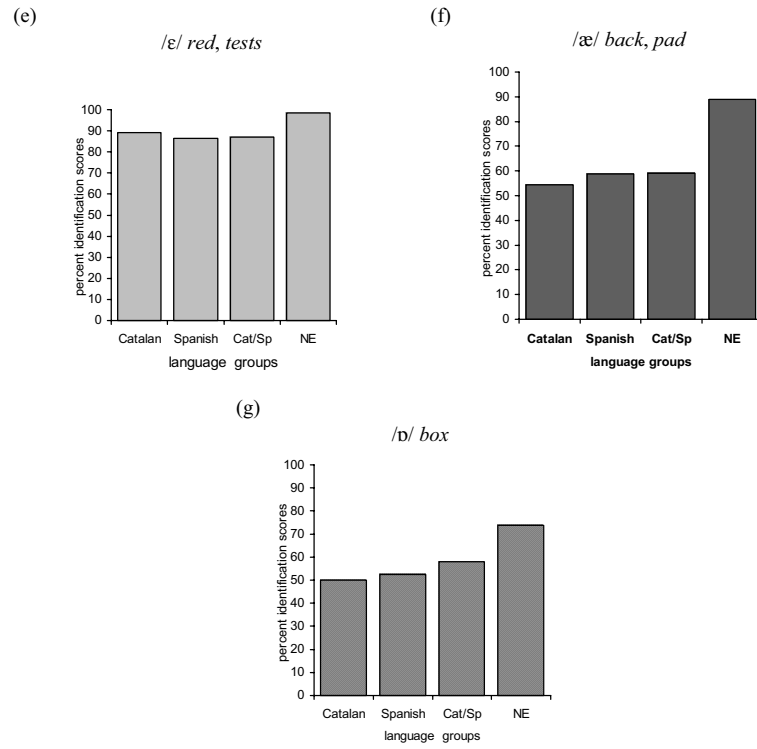 (e)
/ɛ/ red, tests
percent identification scores
100
90
80
70
60
50
40
30
20
10
0
Catalan Spanish Cat/Sp NE
language groups
(f)
/æ/ back, pad
percent identification scores
100
90
80
70
60
50
40
30
20
10
0
Catalan Spanish Cat/Sp NE
language groups
(g)
/ɒ/ box
percent identification scores
100
90
80
70
60
50
40
30
20
10
0
Catalan Spanish Cat/Sp NE
language groups